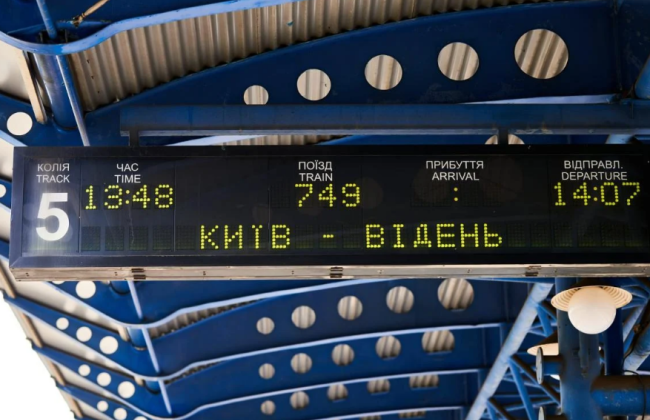 КОЛІЯ ЧАС ПОЇЗД ПРИБУТТЯ ВІДПРАВЛ.
TRACK TIME TRAIN ARRIVAL DEPARTURE
5 13:48 749 : 14:07
КИЇВ - ВІДЕНЬ